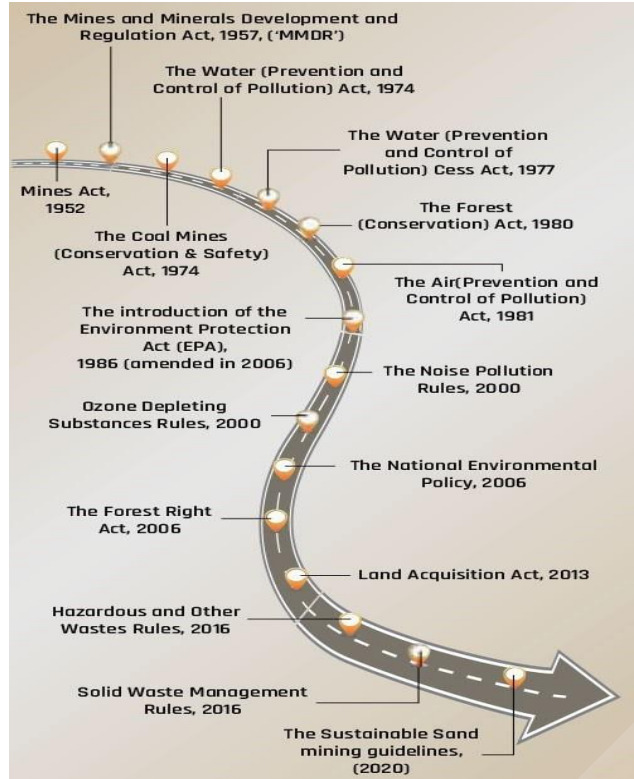 The Mines and Minerals Development and
Regulation Act, 1957, (‘MMDR’)
The Water (Prevention and
Control of Pollution) Act, 1974
The Water (Prevention
and Control of
Pollution) Cess Act, 1977
Mines Act,
1952
The Forest
(Conservation) Act, 1980
The Coal Mines
(Conservation & Safety)
Act, 1974
The Air(Prevention and
Control of Pollution)
Act, 1981
The introduction of the
Environment Protection
Act (EPA),
1986 (amended in 2006)
The Noise Pollution
Rules, 2000
Ozone Depleting
Substances Rules, 2000
The National Environmental
Policy, 2006
The Forest Right
Act, 2006
Land Acquisition Act, 2013
Hazardous and Other
Wastes Rules, 2016
Solid Waste Management
Rules, 2016
The Sustainable Sand
mining guidelines,
(2020)